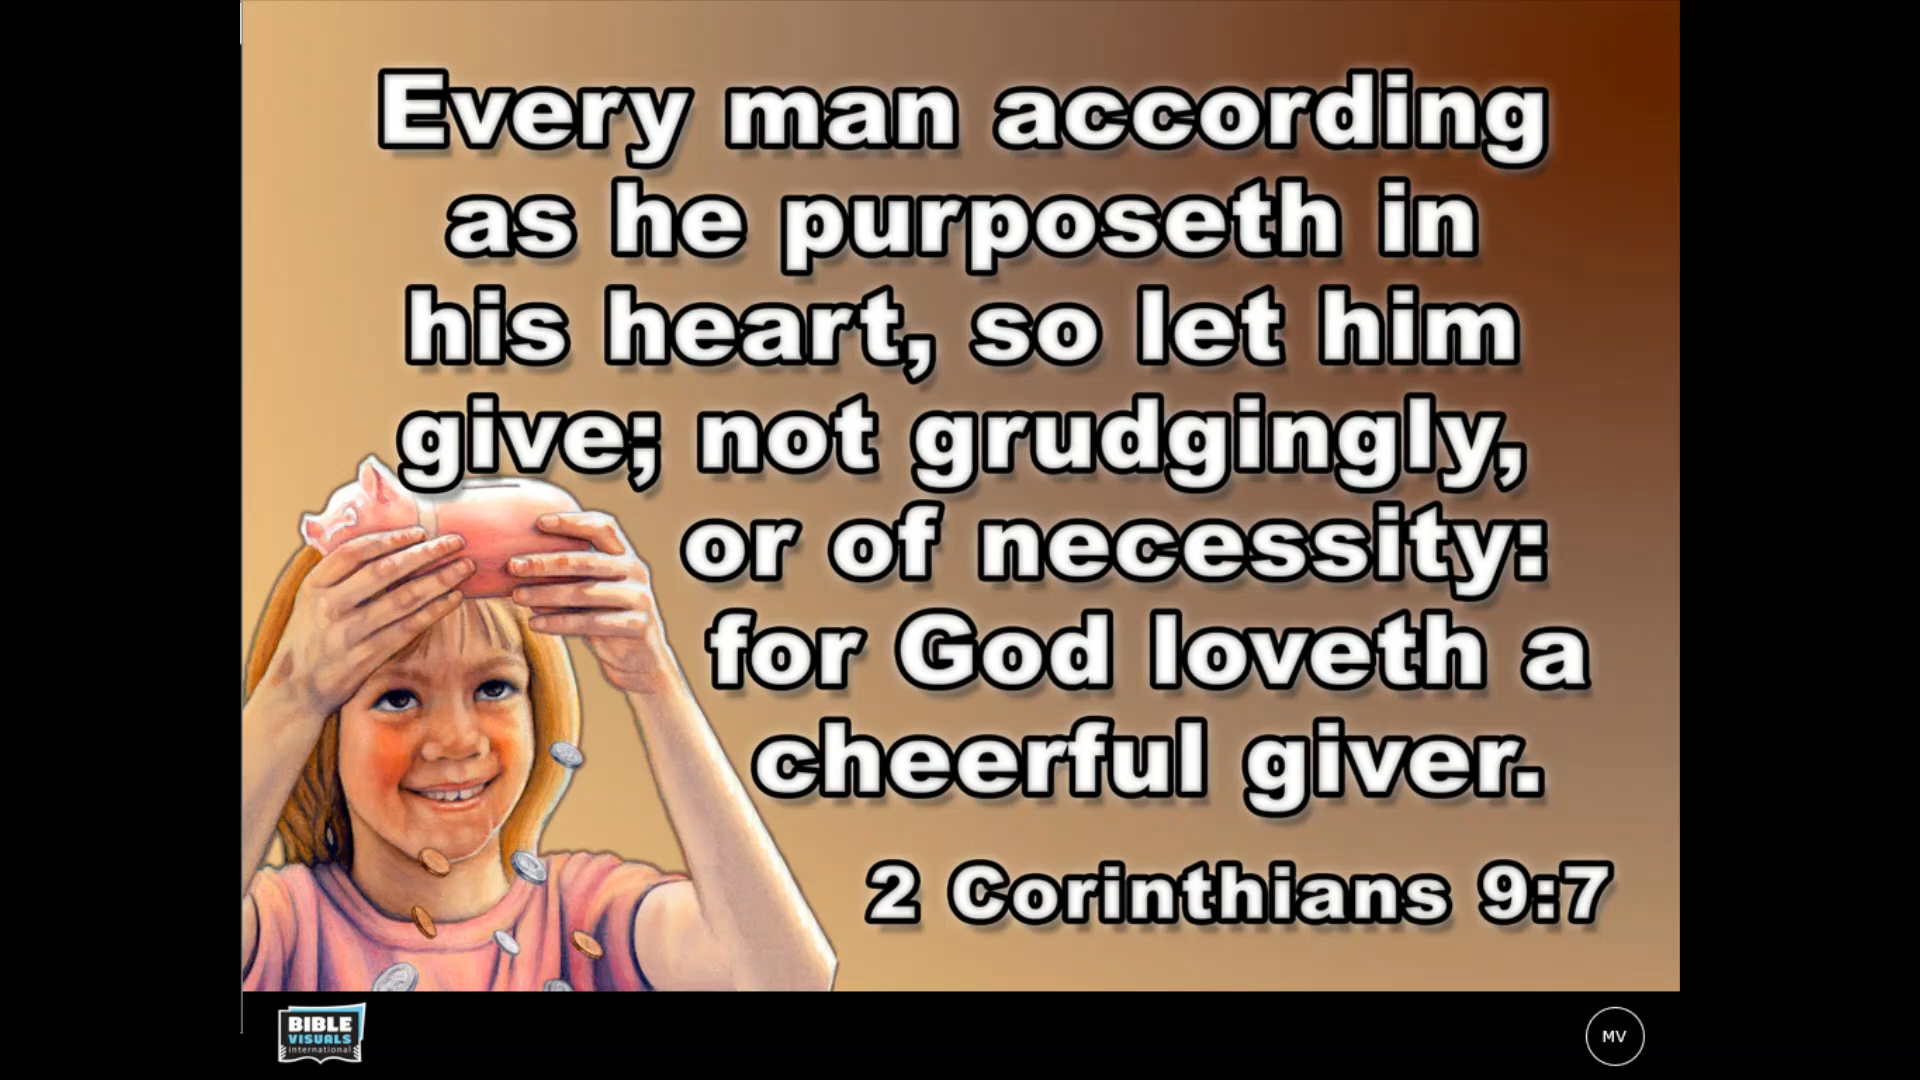 Every man according
as he purposeth in
his heart, so let him
give; not grudgingly,
or of necessity:
for God loveth a
cheerful giver.
2 Corinthians 9:7
BIBLE
VISUALS
international
MV